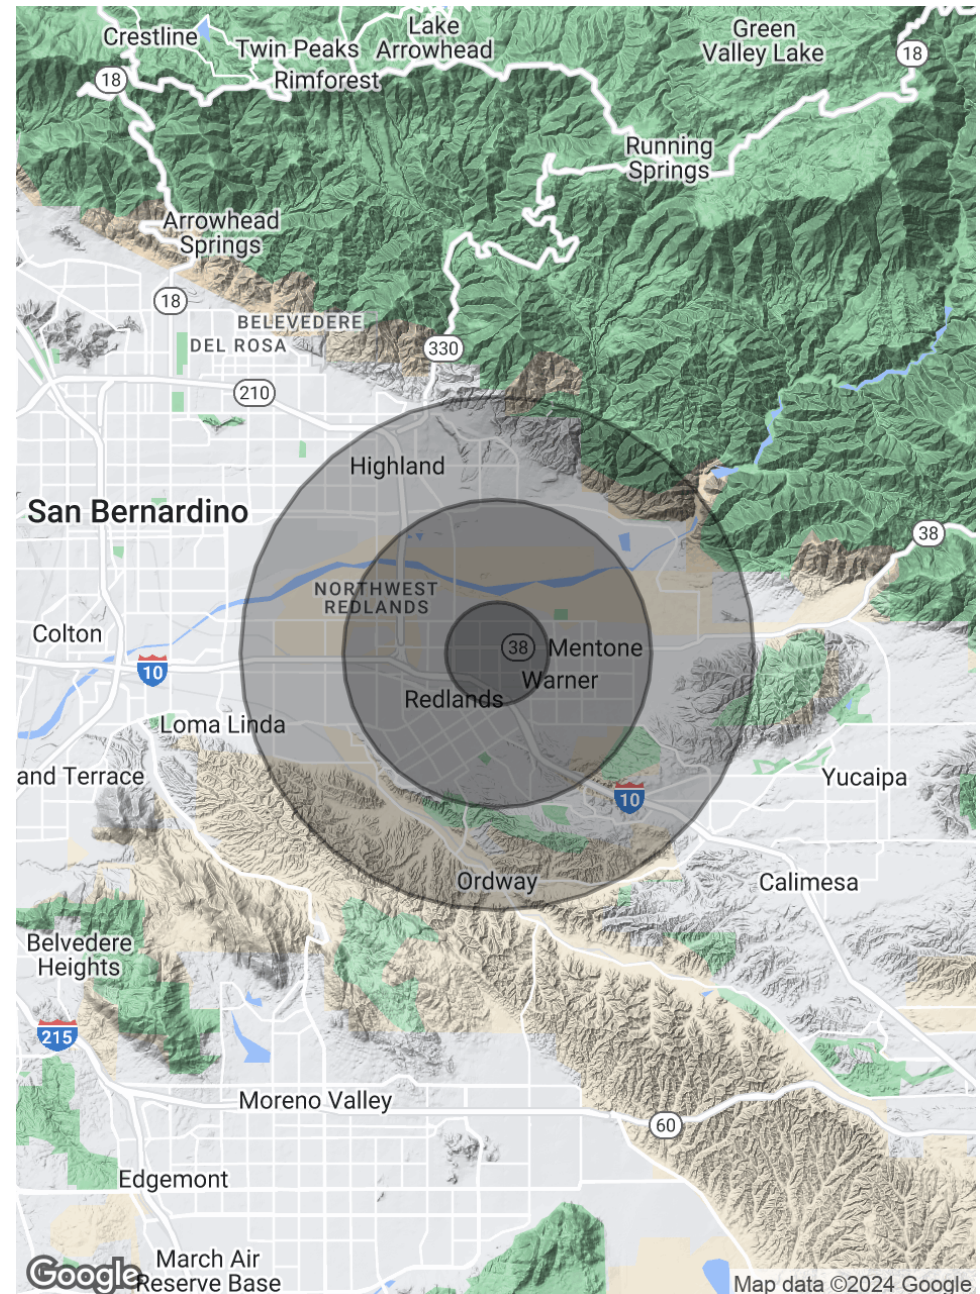 Crestline
Twin Peaks
Lake
Arrowhead
Green
Valley Lake
18
18
Rimforest
Running
Springs
Arrowhead
Springs
18
BELEVEDERE
DEL ROSA
330
210
Highland
San Bernardino
38
NORTHWEST
REDLANDS
Colton
38
Mentone
10
Warner
Redlands
Loma Linda
and Terrace
Yucaipa
10
Ordway
Calimesa
Belvedere
Heights
215
Moreno Valley
60
Edgemont
March Air
Reserve Base
Google
Map data ©2024 Google